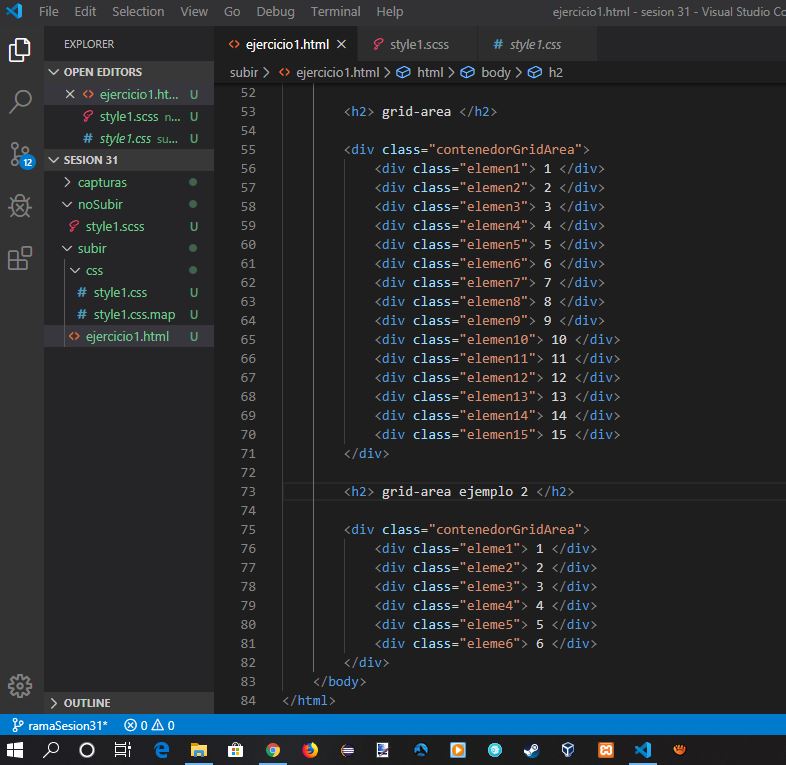 File Edit Selection View Go Debug Terminal Help ejercicio1.html - sesion 31 - Visual Studio Co
EXPLORER
OPEN EDITORS
ejercicio1.ht... U
style1.scss n... U
style1.css su... U
SESION 31
capturas
noSubir
style1.scss U
subir
css
style1.css U
style1.css.map U
ejercicio1.html U
OUTLINE
12
ejercicio1.html style1.scss style1.css
subir > ejercicio1.html > html > body > h2
52
53 <h2> grid-area </h2>
54
55 <div class="contenedorGridArea">
56 <div class="elemen1"> 1 </div>
57 <div class="elemen2"> 2 </div>
58 <div class="elemen3"> 3 </div>
59 <div class="elemen4"> 4 </div>
60 <div class="elemen5"> 5 </div>
61 <div class="elemen6"> 6 </div>
62 <div class="elemen7"> 7 </div>
63 <div class="elemen8"> 8 </div>
64 <div class="elemen9"> 9 </div>
65 <div class="elemen10"> 10 </div>
66 <div class="elemen11"> 11 </div>
67 <div class="elemen12"> 12 </div>
68 <div class="elemen13"> 13 </div>
69 <div class="elemen14"> 14 </div>
70 <div class="elemen15"> 15 </div>
71 </div>
72
73 <h2> grid-area ejemplo 2 </h2>
74
75 <div class="contenedorGridArea">
76 <div class="eleme1"> 1 </div>
77 <div class="eleme2"> 2 </div>
78 <div class="eleme3"> 3 </div>
79 <div class="eleme4"> 4 </div>
80 <div class="eleme5"> 5 </div>
81 <div class="eleme6"> 6 </div>
82 </div>
83 </body>
84 </html>
ramaSesion31* 0 0